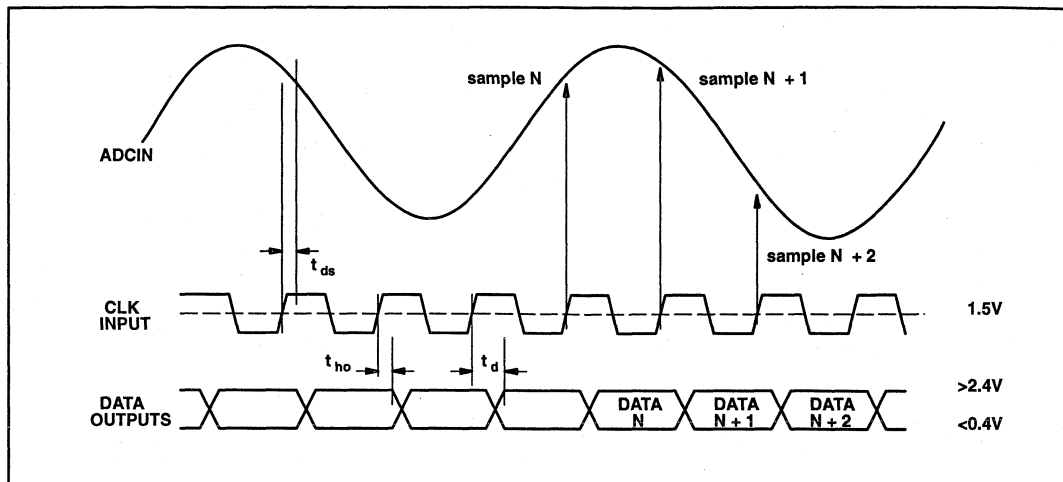 sample N
sample N + 1
ADCIN
sample N + 2
t ds
CLK
INPUT
1.5V
t ho
t d
DATA
OUTPUTS
DATA
N
DATA
N + 1
DATA
N + 2
>2.4V
<0.4V